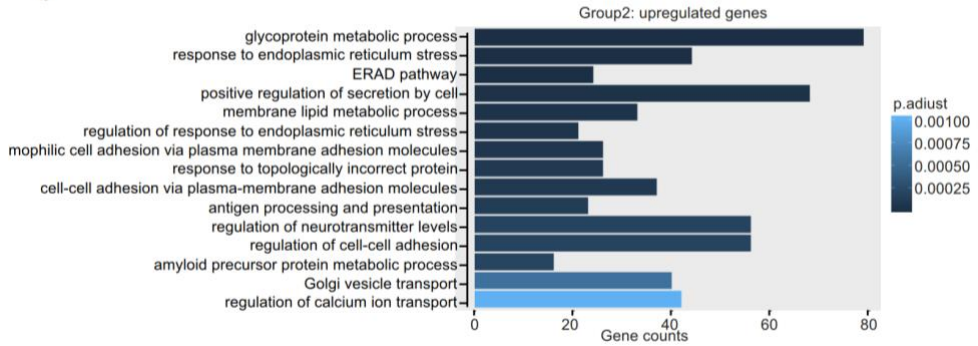 Group2: upregulated genes
glycoprotein metabolic process
response to endoplasmic reticulum stress
ERAD pathway
positive regulation of secretion by cell
membrane lipid metabolic process
regulation of response to endoplasmic reticulum stress
mophilic cell adhesion via plasma membrane adhesion molecules
response to topologically incorrect protein
cell-cell adhesion via plasma-membrane adhesion molecules
antigen processing and presentation
regulation of neurotransmitter levels
regulation of cell-cell adhesion
amyloid precursor protein metabolic process
Golgi vesicle transport
regulation of calcium ion transport
0 20 40 60 80
Gene counts
p.adiust
0.00100
0.00075
0.00050
0.00025